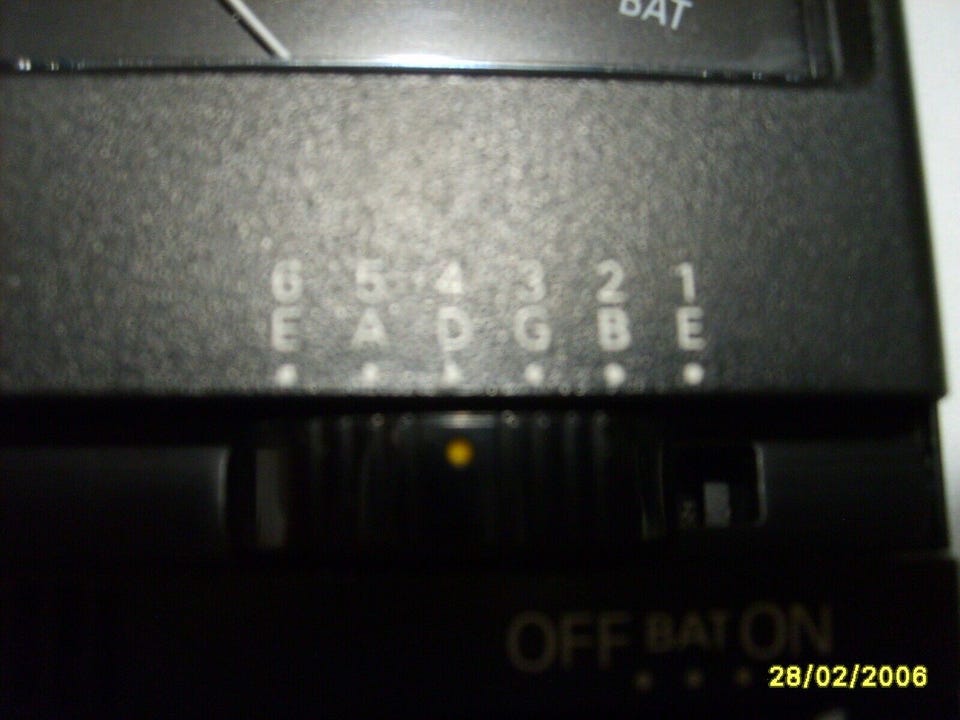 BAT
6 5 4 3 2 1
E A D G B E
OFF BAT ON
28/02/2006